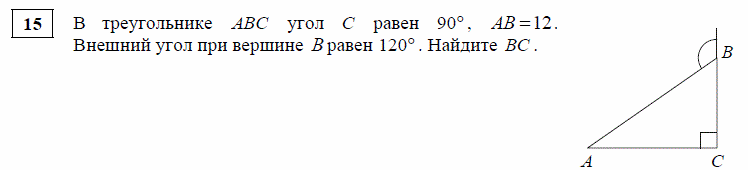 15 В треугольнике ABC угол C равен 90°, AB=12.
Внешний угол при вершине B равен 120°. Найдите BC.
B
A C